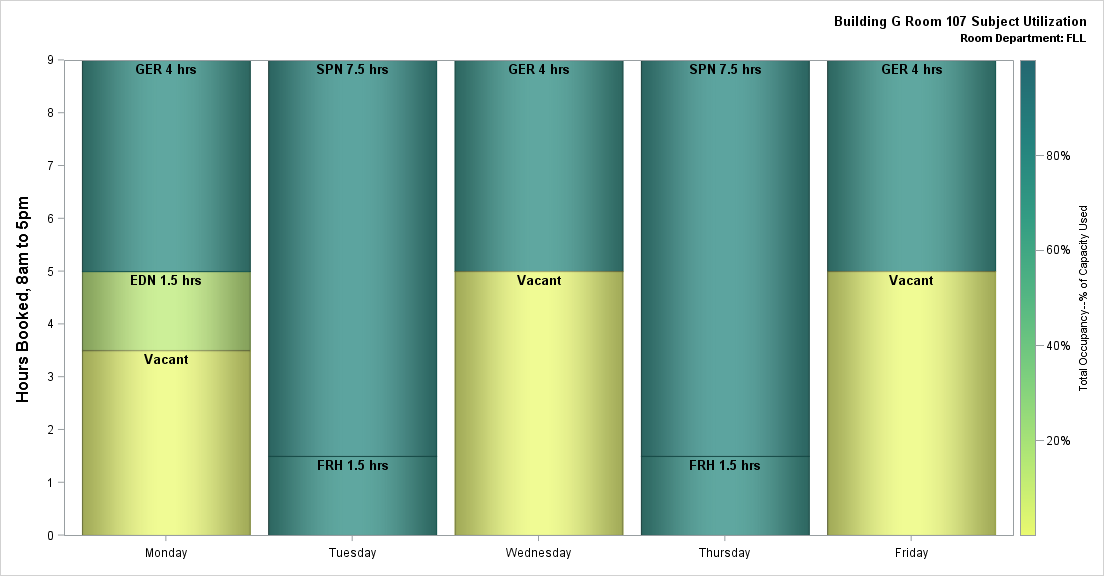 Building G Room 107 Subject Utilization
Room Department: FLL
Hours Booked, 8am to 5pm
9
8
7
6
5
4
3
2
1
0
GER 4 hrs
EDN 1.5 hrs
Vacant
SPN 7.5 hrs
FRH 1.5 hrs
GER 4 hrs
Vacant
SPN 7.5 hrs
FRH 1.5 hrs
GER 4 hrs
Vacant
Monday
Tuesday
Wednesday
Thursday
Friday
80%
60%
40%
20%
Total Occupancy--% of Capacity Used